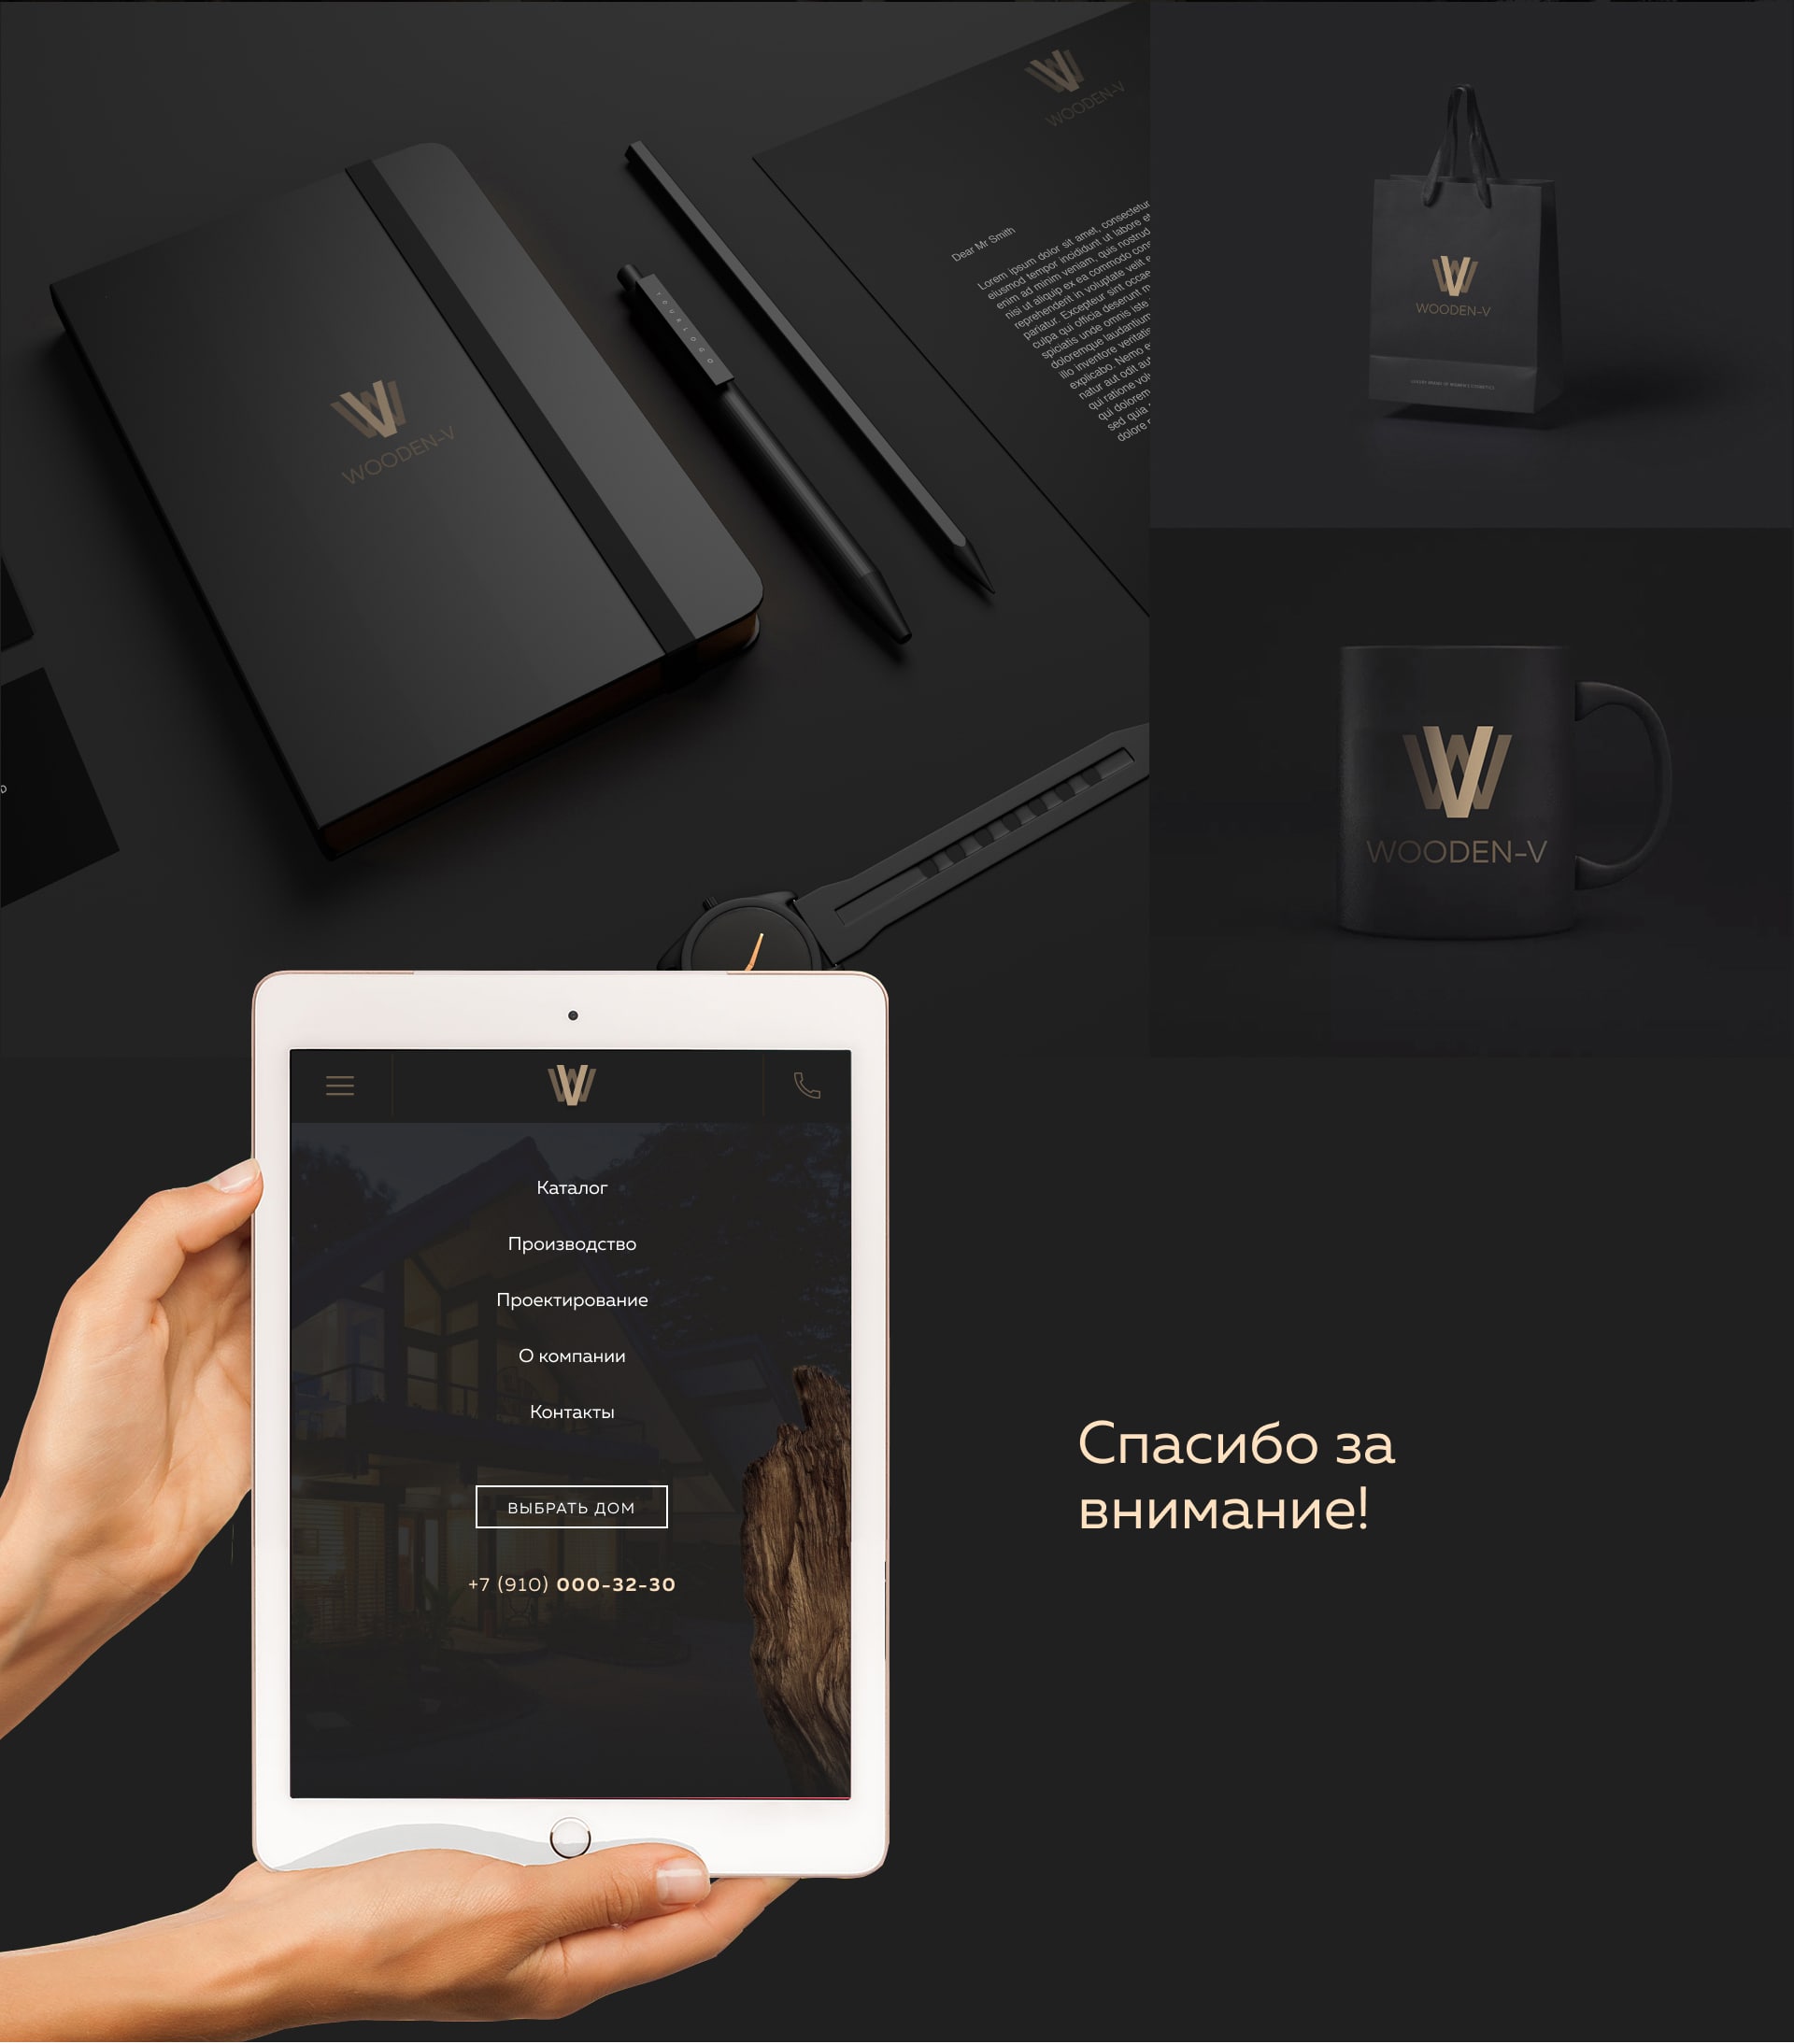 WOODEN-V
Dear Mr Smith
Lorem ipsum dolor sit amet, consectetur
eiusmod tempor incididunt ut labore et
enim ad minim veniam, quis nostrud
nisi ut aliquip ex ea commodo cons
reprehenderit in voluptate velit e
pariatur. Excepteur sint occae
culpa qui officia deserunt m
spiciatis unde omnis iste
doloremque laudantium
illo inventore veritatis
explicabo. Nemo e
natur aut odit aut
qui ratione vol
qui dolorem
sed quia
dolore
YOURLOGO
WOODEN-V
WOODEN-V
WOODEN-V
Каталог
Производство
Проектирование
О компании
Контакты
ВЫБРАТЬ ДОМ
+7 (910) 000-32-30
Спасибо за
внимание!